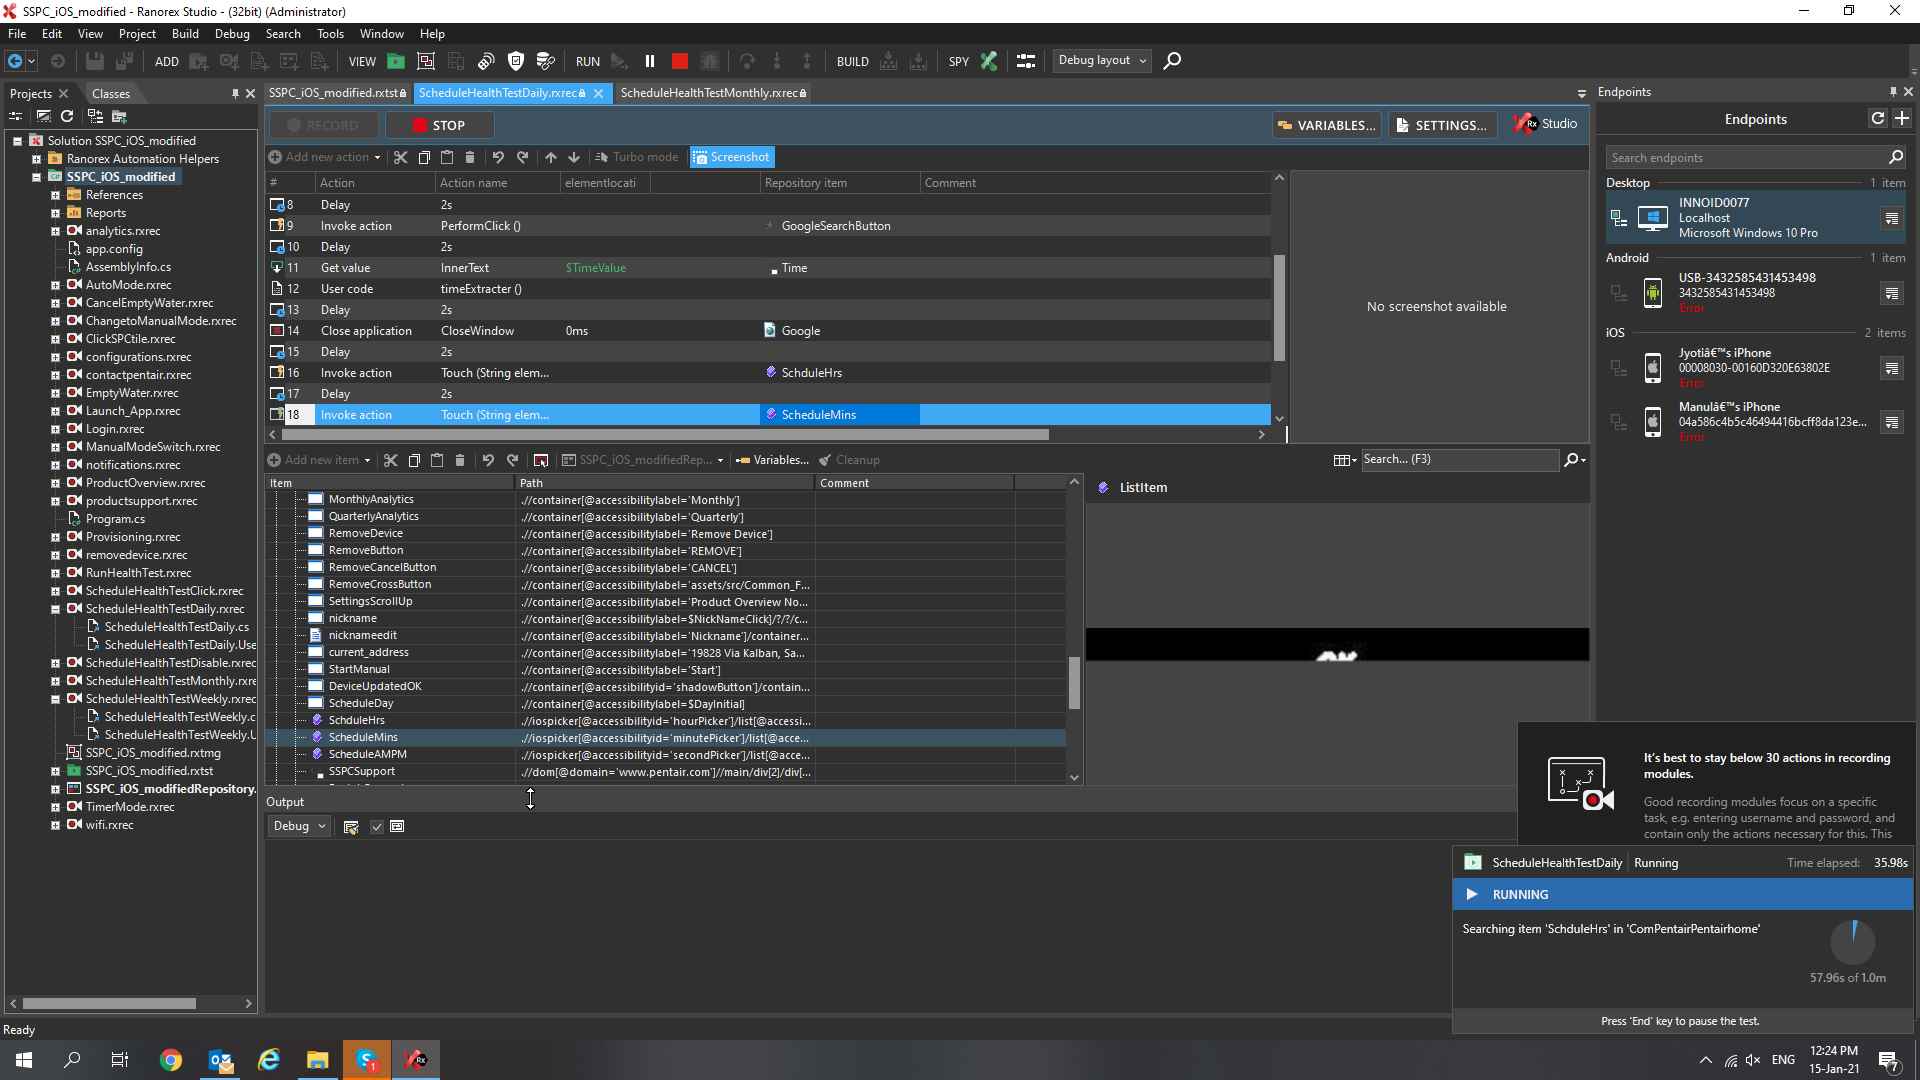 SSPC_iOS_modified - Ranorex Studio - (32bit) (Administrator)
File Edit View Project Build Debug Search Tools Window Help
ADD VIEW RUN BUILD SPY Debug layout
Projects Classes
Solution SSPC_iOS_modified
Ranorex Automation Helpers
SSPC_iOS_modified
References
Reports
analytics.rxrec
app.config
AssemblyInfo.cs
AutoMode.rxrec
CancelEmptyWater.rxrec
ChangetoManualMode.rxrec
ClickSPCtile.rxrec
configurations.rxrec
contactpentair.rxrec
EmptyWater.rxrec
Launch_App.rxrec
Login.rxrec
ManualModeSwitch.rxrec
notifications.rxrec
ProductOverview.rxrec
productsupport.rxrec
Program.cs
Provisioning.rxrec
removedevice.rxrec
RunHealthTest.rxrec
ScheduleHealthTestClick.rxrec
ScheduleHealthTestDaily.rxrec
ScheduleHealthTestDaily.cs
ScheduleHealthTestDaily.Use
ScheduleHealthTestDisable.rxrec
ScheduleHealthTestMonthly.rxre
ScheduleHealthTestWeekly.rxrec
ScheduleHealthTestWeekly.c
ScheduleHealthTestWeekly.U
SSPC_iOS_modified.rxtmg
SSPC_iOS_modified.rxtst
SSPC_iOS_modifiedRepository.
TimerMode.rxrec
wifi.rxrec
SSPC_iOS_modified.rxtst ScheduleHealthTestDaily.rxrec ScheduleHealthTestMonthly.rxrec
RECORD STOP VARIABLES... SETTINGS... Rx Studio
Add new action Turbo mode Screenshot
# Action Action name elementlocati Repository item Comment
8 Delay 2s
9 Invoke action PerformClick () GoogleSearchButton
10 Delay 2s
11 Get value InnerText $TimeValue Time
12 User code timeExtracter ()
13 Delay 2s
14 Close application CloseWindow 0ms Google
15 Delay 2s
16 Invoke action Touch (String elem... SchduleHrs
17 Delay 2s
18 Invoke action Touch (String elem... ScheduleMins
No screenshot available
Add new item SSPC_iOS_modifiedRep... Variables... Cleanup Search... (F3)
Item Path Comment
MonthlyAnalytics .//container[@accessibilitylabel='Monthly']
QuarterlyAnalytics .//container[@accessibilitylabel='Quarterly']
RemoveDevice .//container[@accessibilitylabel='Remove Device']
RemoveButton .//container[@accessibilitylabel='REMOVE']
RemoveCancelButton .//container[@accessibilitylabel='CANCEL']
RemoveCrossButton .//container[@accessibilitylabel='assets/src/Common_F...
SettingsScrollUp .//container[@accessibilitylabel='Product Overview No...
nickname .//container[@accessibilitylabel=$NickNameClick]/?/?/c...
nicknameedit .//container[@accessibilitylabel='Nickname']/container...
current_address .//container[@accessibilitylabel='19828 Via Kalban, Sa...
StartManual .//container[@accessibilitylabel='Start']
DeviceUpdatedOK .//container[@accessibilityid='shadowButton']/contain...
ScheduleDay .//container[@accessibilitylabel=$DayInitial]
SchduleHrs .//iospicker[@accessibilityid='hourPicker']/list[@accessi...
ScheduleMins .//iospicker[@accessibilityid='minutePicker']/list[@acce...
ScheduleAMPM .//iospicker[@accessibilityid='secondPicker']/list[@acce...
SSPCSupport .//dom[@domain='www.pentair.com']//main/div[2]/div[...
ListItem
Output
Debug
Endpoints
Endpoints
Search endpoints
Desktop 1 item
INNOID0077
Localhost
Microsoft Windows 10 Pro
Android 1 item
USB-3432585431453498
3432585431453498
Error
iOS 2 items
Jyotiâ€™s iPhone
00008030-00160D320E63802E
Error
Manulâ€™s iPhone
04a586c4b5c46494416bcff8da123e...
Error
It's best to stay below 30 actions in recording
modules.
Good recording modules focus on a specific
task, e.g. entering username and password, and
contain only the actions necessary for this. This
ScheduleHealthTestDaily Running Time elapsed: 35.98s
RUNNING
Searching item 'SchduleHrs' in 'ComPentairPentairhome'
57.96s of 1.0m
Press 'End' key to pause the test.
Ready
ENG 12:24 PM
15-Jan-21
7